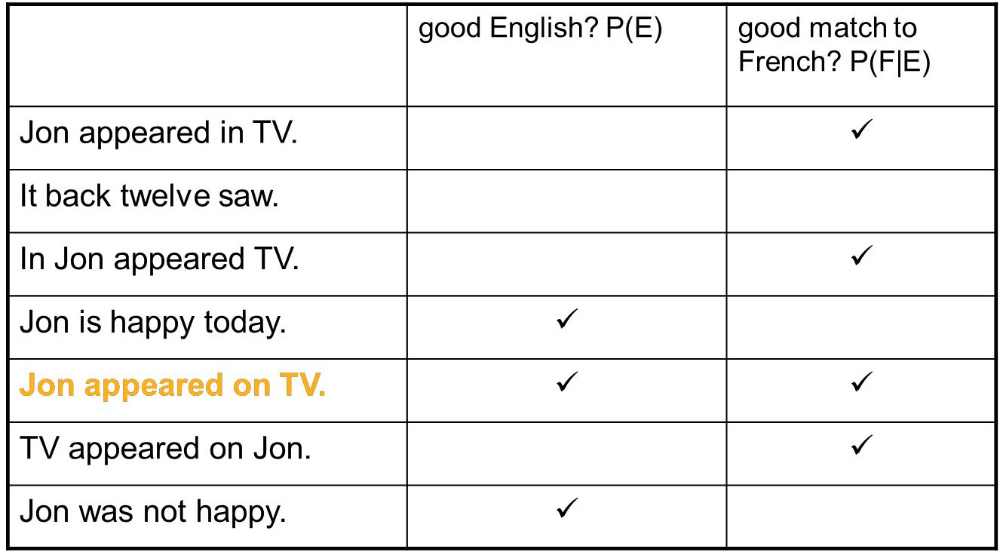 good English? P(E)
good match to
French? P(F|E)
Jon appeared in TV.
✓
It back twelve saw.
In Jon appeared TV.
✓
Jon is happy today.
✓
Jon appeared on TV.
✓ ✓
TV appeared on Jon.
✓
Jon was not happy.
✓